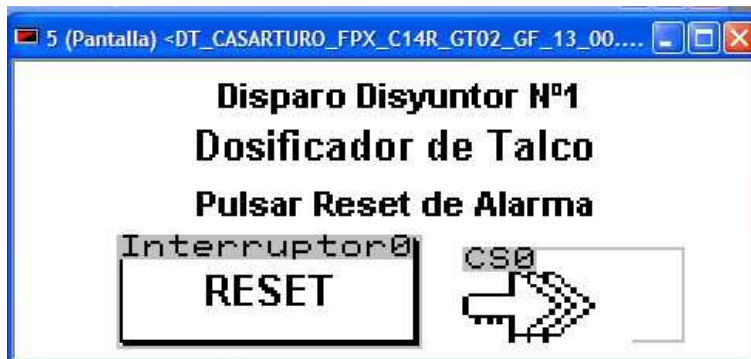 5 (Pantalla) <DT_CASARTURO_FPX_C14R_GT02_GF_13_00....
Disparo Disyuntor Nº1
Dosificador de Talco
Pulsar Reset de Alarma
Interruptor0
CS0
RESET